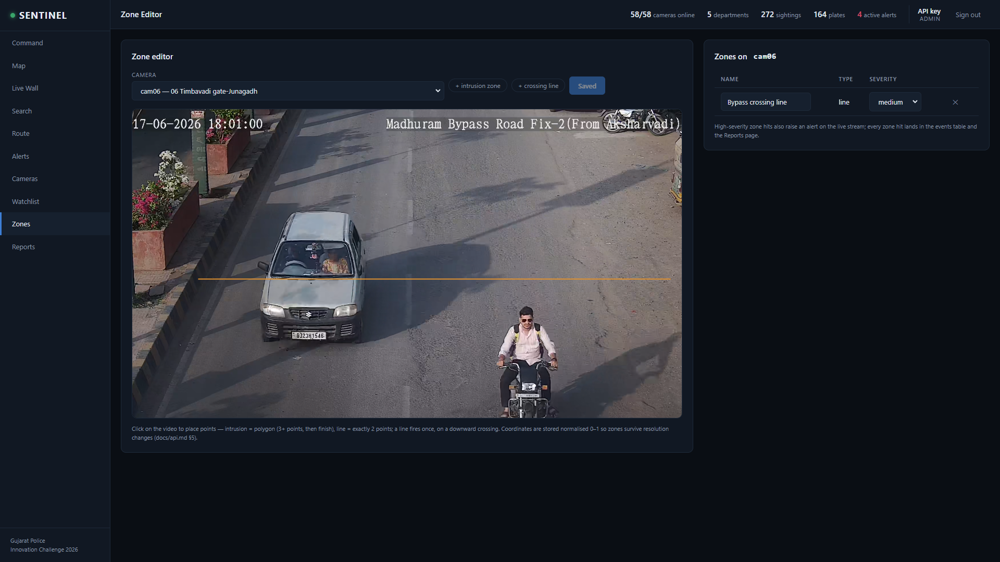 SENTINEL
Zone Editor
58/58 cameras online 5 departments 272 sightings 164 plates 4 active alerts
API key
ADMIN
Sign out
Command
Map
Live Wall
Search
Route
Alerts
Cameras
Watchlist
Zones
Reports
Gujarat Police
Innovation Challenge 2026
Zone editor
CAMERA
cam06 — 06 Timbavadi gate-Junagadh
+ intrusion zone
+ crossing line
Saved
17-06-2026 18:01:00
Madhuram Bypass Road Fix-2(From Aksharvadi)
GJ23H1546
Click on the video to place points — intrusion = polygon (3+ points, then finish), line = exactly 2 points; a line fires once, on a downward crossing. Coordinates are stored normalised 0–1 so zones survive resolution
changes (docs/api.md §5).
Zones on cam06
NAME TYPE SEVERITY
Bypass crossing line line medium ×
High-severity zone hits also raise an alert on the live stream; every zone hit lands in the events table and
the Reports page.